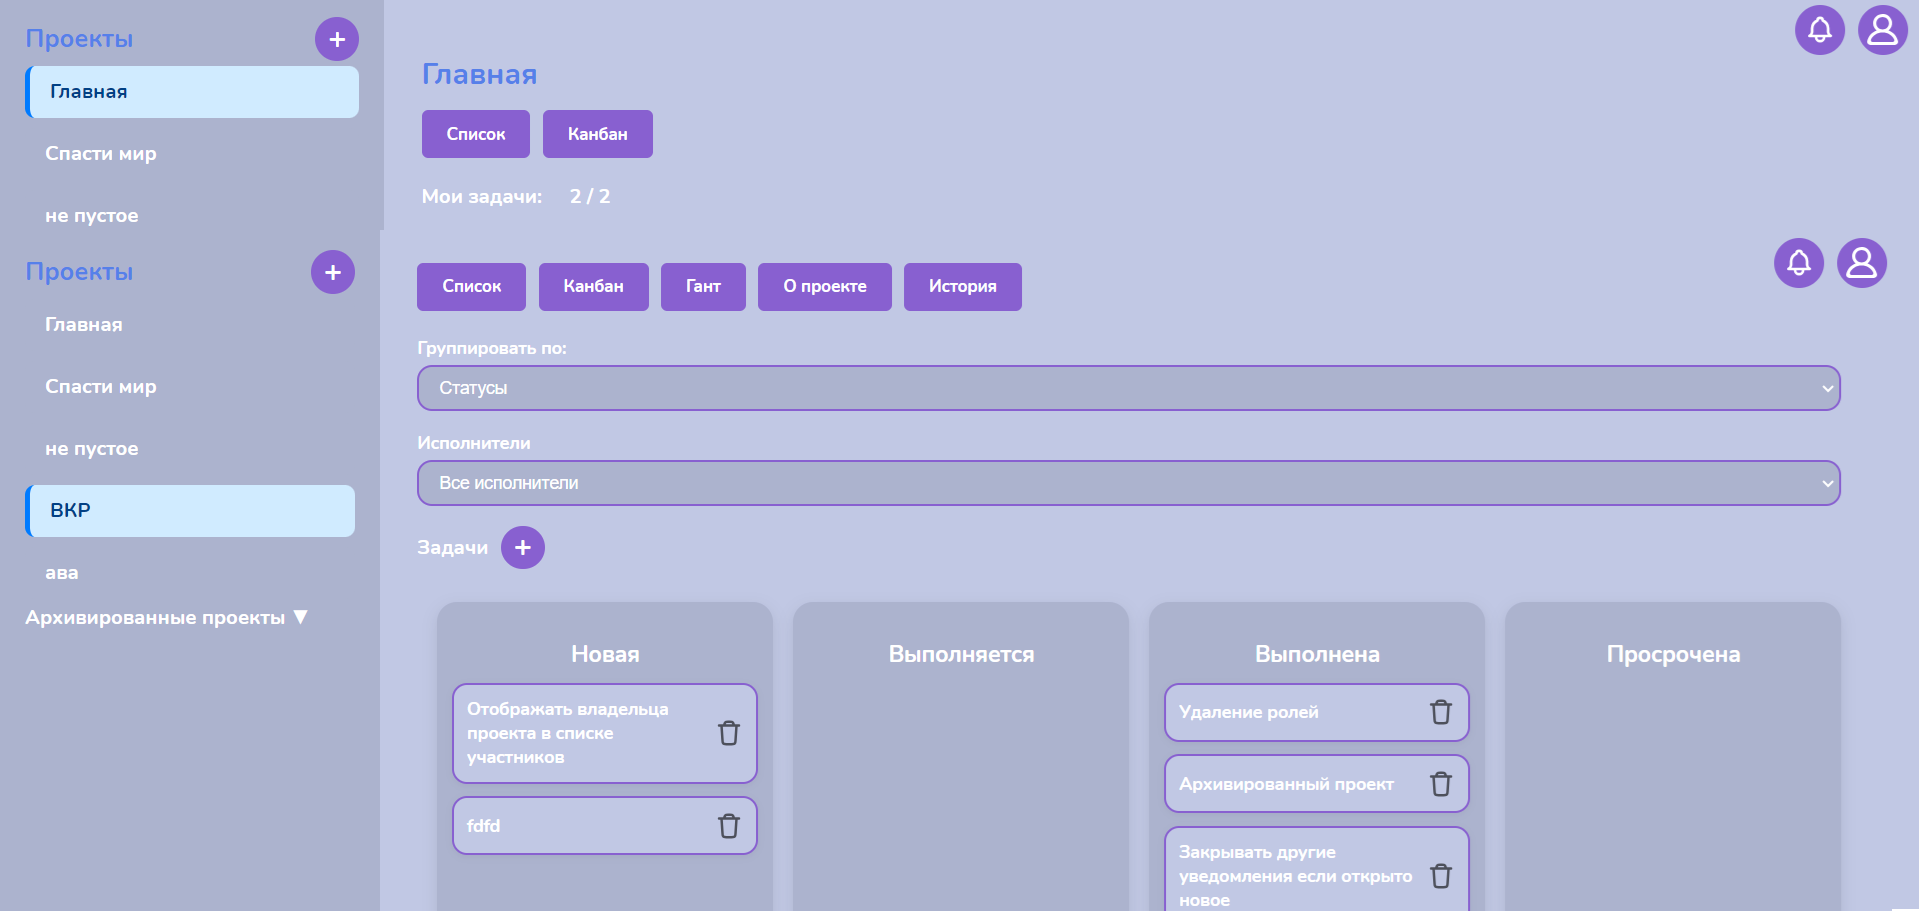 Проекты
+
Главная
Спасти мир
не пустое
Главная
Список
Канбан
Мои задачи: 2 / 2
Проекты
+
Главная
Спасти мир
не пустое
ВКР
ава
Архивированные проекты ▼
Список
Канбан
Гант
О проекте
История
Группировать по:
Статусы
Исполнители
Все исполнители
Задачи +
Новая
Отображать владельца
проекта в списке
участников
fdfd
Выполняется
Выполнена
Удаление ролей
Архивированный проект
Закрывать другие
уведомления если открыто
новое
Просрочена